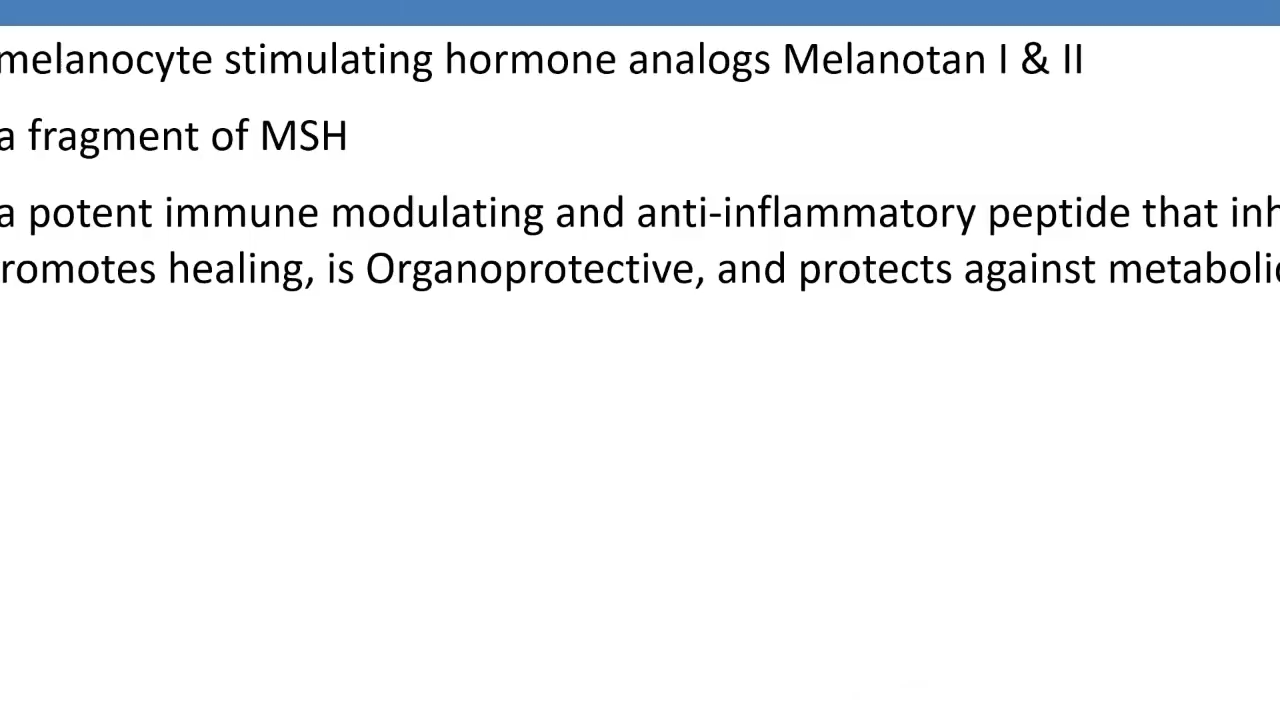 melanocyte stimulating hormone analogs Melanotan I & II
a fragment of MSH
a potent immune modulating and anti-inflammatory peptide that inh
romotes healing, is Organoprotective, and protects against metabolic